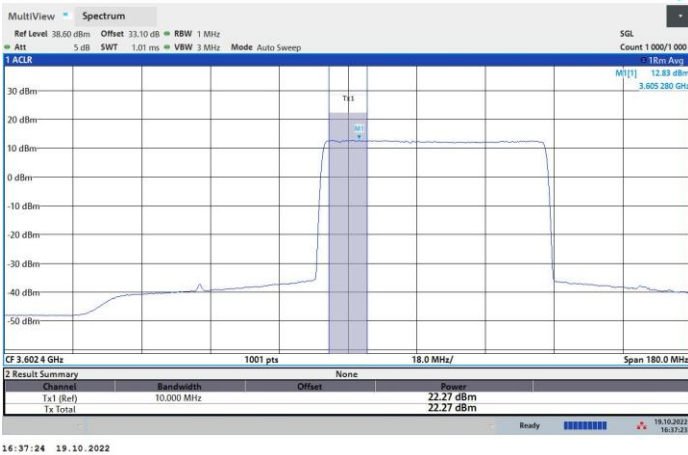 MultiView Spectrum
Ref Level 38.60 dBm Offset 33.10 dB RBW 1 MHz SGL
Att 5 dB SWT 1.01 ms VBW 3 MHz Mode Auto Sweep Count 1 000/1 000
1 ACLR 1Rm Avg
M1[1] 12.83 dBm
3.605 280 GHz
30 dBm
Tx1
20 dBm
M1
10 dBm
0 dBm
-10 dBm
-20 dBm
-30 dBm
-40 dBm
-50 dBm
CF 3.602 4 GHz 1001 pts 18.0 MHz/ Span 180.0 MHz
2 Result Summary None
Channel Bandwidth Offset Power
Tx1 (Ref) 10.000 MHz 22.27 dBm
Tx Total 22.27 dBm
Ready 19.10.2022
16:37:23
16:37:24 19.10.2022